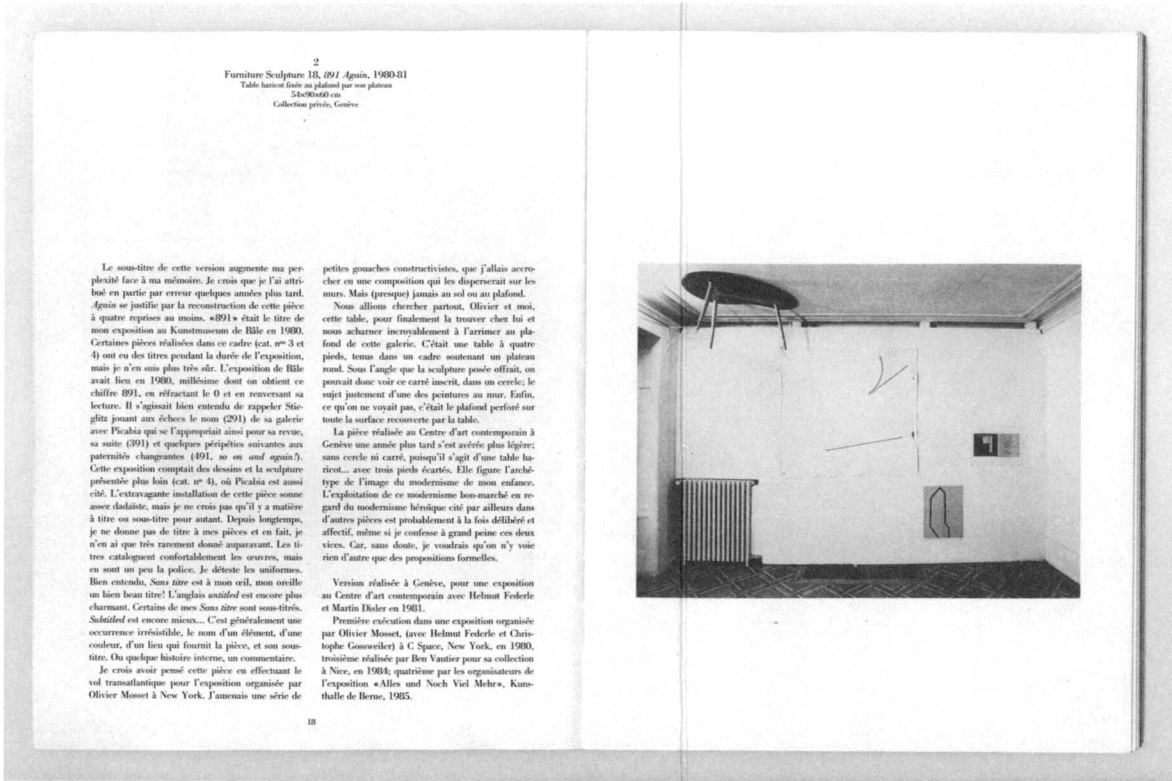 2
Furniture Sculpture 18, 891 Again, 1980-81
Table haricot fixée au plafond par son plateau
54×90×60 cm
Collection privée, Genève
Le sous-titre de cette version augmente ma per-
plexité face à ma mémoire. Je crois que je l'ai attri-
bué en partie par erreur quelques années plus tard.
Again se justifie par la reconstruction de cette pièce
à quatre reprises au moins. «891» était le titre de
mon exposition au Kunstmuseum de Bâle en 1980.
Certaines pièces réalisées dans ce cadre (cat. nos 3 et
4) ont eu des titres pendant la durée de l'exposition,
mais je n'en suis plus très sûr. L'exposition de Bâle
avait lieu en 1980, millésime dont on obtient ce
chiffre 891, en réfractant le 0 et en renversant sa
lecture. Il s'agissait bien entendu de rappeler Stie-
glitz jouant aux échecs le nom (291) de sa galerie
avec Picabia qui se l'appropriait ainsi pour sa revue,
sa suite (391) et quelques péripéties suivantes aux
paternités changeantes (491, so on and again!).
Cette exposition comptait des dessins et la sculpture
présentée plus loin (cat. nº 4), où Picabia est aussi
cité. L'extravagante installation de cette pièce sonne
assez dadaïste, mais je ne crois pas qu'il y a matière
à titre ou sous-titre pour autant. Depuis longtemps,
je ne donne pas de titre à mes pièces et en fait, je
n'en ai que très rarement donné auparavant. Les ti-
tres cataloguent confortablement les œuvres, mais
en sont un peu la police. Je déteste les uniformes.
Bien entendu, Sans titre est à mon œil, mon oreille
un bien beau titre! L'anglais untitled est encore plus
charmant. Certains de mes Sans titre sont sous-titrés.
Subtitled est encore mieux... C'est généralement une
occurrence irrésistible, le nom d'un élément, d'une
couleur, d'un lieu qui fournit la pièce, et son sous-
titre. Ou quelque histoire interne, un commentaire.
Je crois avoir pensé cette pièce en effectuant le
vol transatlantique pour l'exposition organisée par
Olivier Mosset à New York. J'amenais une série de
petites gouaches constructivistes, que j'allais accro-
cher en une composition qui les disperserait sur les
murs. Mais (presque) jamais au sol ou au plafond.
Nous allions chercher partout, Olivier et moi,
cette table, pour finalement la trouver chez lui et
nous acharner incroyablement à l'arrimer au pla-
fond de cette galerie. C'était une table à quatre
pieds, tenus dans un cadre soutenant un plateau
rond. Sous l'angle que la sculpture posée offrait, on
pouvait donc voir ce carré inscrit, dans un cercle; le
sujet justement d'une des peintures au mur. Enfin,
ce qu'on ne voyait pas, c'était le plafond perforé sur
toute la surface recouverte par la table.
La pièce réalisée au Centre d'art contemporain à
Genève une année plus tard s'est avérée plus légère;
sans cercle ni carré, puisqu'il s'agit d'une table ha-
ricot... avec trois pieds écartés. Elle figure l'arché-
type de l'image du modernisme de mon enfance.
L'exploitation de ce modernisme bon-marché en re-
gard du modernisme héroïque cité par ailleurs dans
d'autres pièces est probablement à la fois délibéré et
affectif, même si je confesse à grand peine ces deux
vices. Car, sans doute, je voudrais qu'on n'y voie
rien d'autre que des propositions formelles.
Version réalisée à Genève, pour une exposition
au Centre d'art contemporain avec Helmut Federle
et Martin Disler en 1981.
Première exécution dans une exposition organisée
par Olivier Mosset, (avec Helmut Federle et Chris-
tophe Gossweiler) à C Space, New York, en 1980,
troisième réalisée par Ben Vautier pour sa collection
à Nice, en 1984; quatrième par les organisateurs de
l'exposition «Alles und Noch Viel Mehr», Kuns-
thalle de Berne, 1985.
18